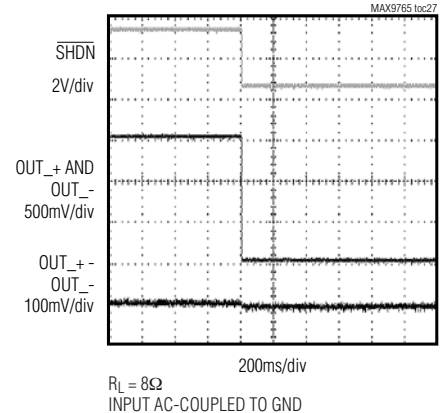 MAX9765 toc27
SHDN
2V/div
OUT_+ AND
OUT_-
500mV/div
OUT_+ -
OUT_-
100mV/div
200ms/div
RL = 8Ω
INPUT AC-COUPLED TO GND